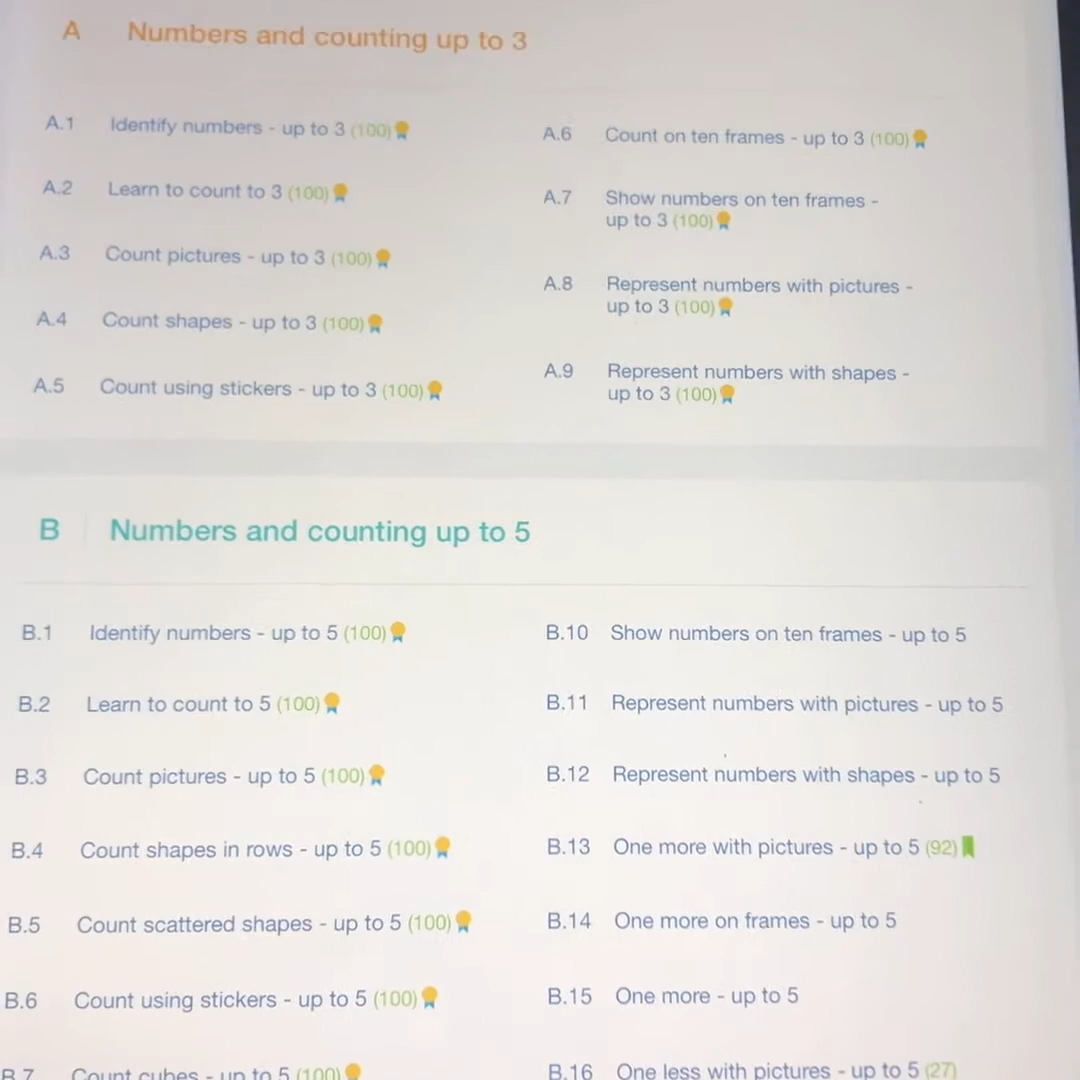 A Numbers and counting up to 3
A.1 Identify numbers - up to 3 (100)
A.2 Learn to count to 3 (100)
A.3 Count pictures - up to 3 (100)
A.4 Count shapes - up to 3 (100)
A.5 Count using stickers - up to 3 (100)
A.6 Count on ten frames - up to 3 (100)
A.7 Show numbers on ten frames -
up to 3 (100)
A.8 Represent numbers with pictures -
up to 3 (100)
A.9 Represent numbers with shapes -
up to 3 (100)
B Numbers and counting up to 5
B.1 Identify numbers - up to 5 (100)
B.2 Learn to count to 5 (100)
B.3 Count pictures - up to 5 (100)
B.4 Count shapes in rows - up to 5 (100)
B.5 Count scattered shapes - up to 5 (100)
B.6 Count using stickers - up to 5 (100)
B.7 Count cubes - up to 5 (100)
B.10 Show numbers on ten frames - up to 5
B.11 Represent numbers with pictures - up to 5
B.12 Represent numbers with shapes - up to 5
B.13 One more with pictures - up to 5 (92)
B.14 One more on frames - up to 5
B.15 One more - up to 5
B.16 One less with pictures - up to 5 (27)